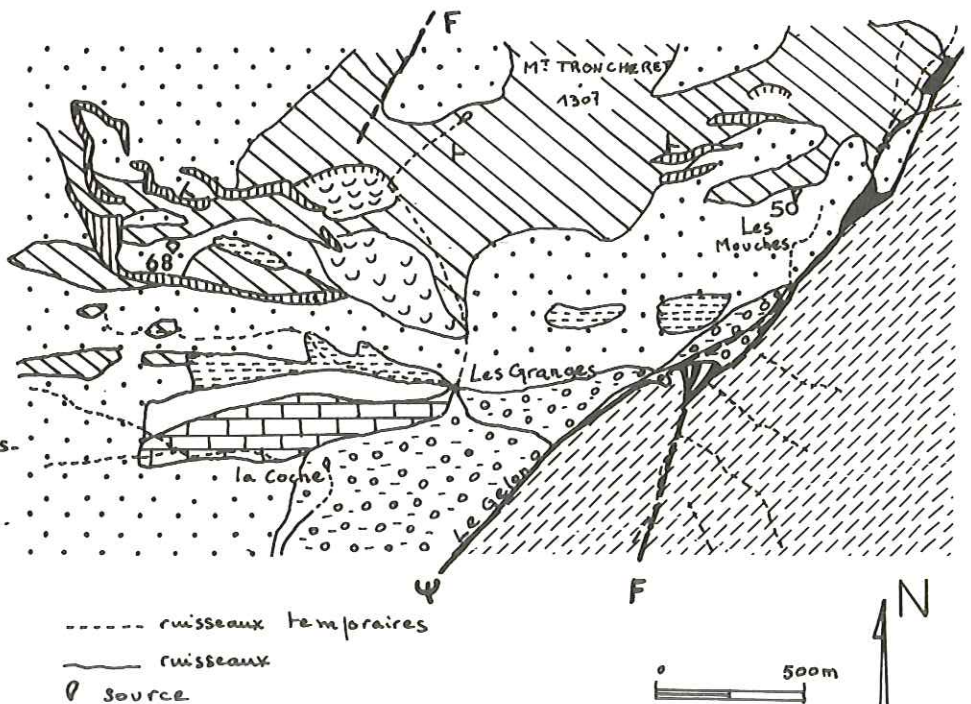 F
Mᵗ TRONCHERET
1307
50
Les
Mouches
68
Les Granges
s-
la Coche
Le Gelon
Ψ
F
N
ruisseaux temporaires
ruisseaux
source
0 500m